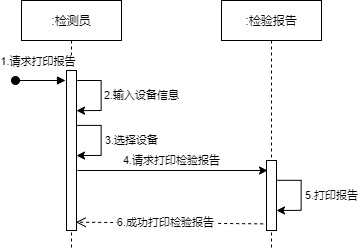 :检测员
:检验报告
1.请求打印报告
2.输入设备信息
3.选择设备
4.请求打印检验报告
5.打印报告
6.成功打印检验报告